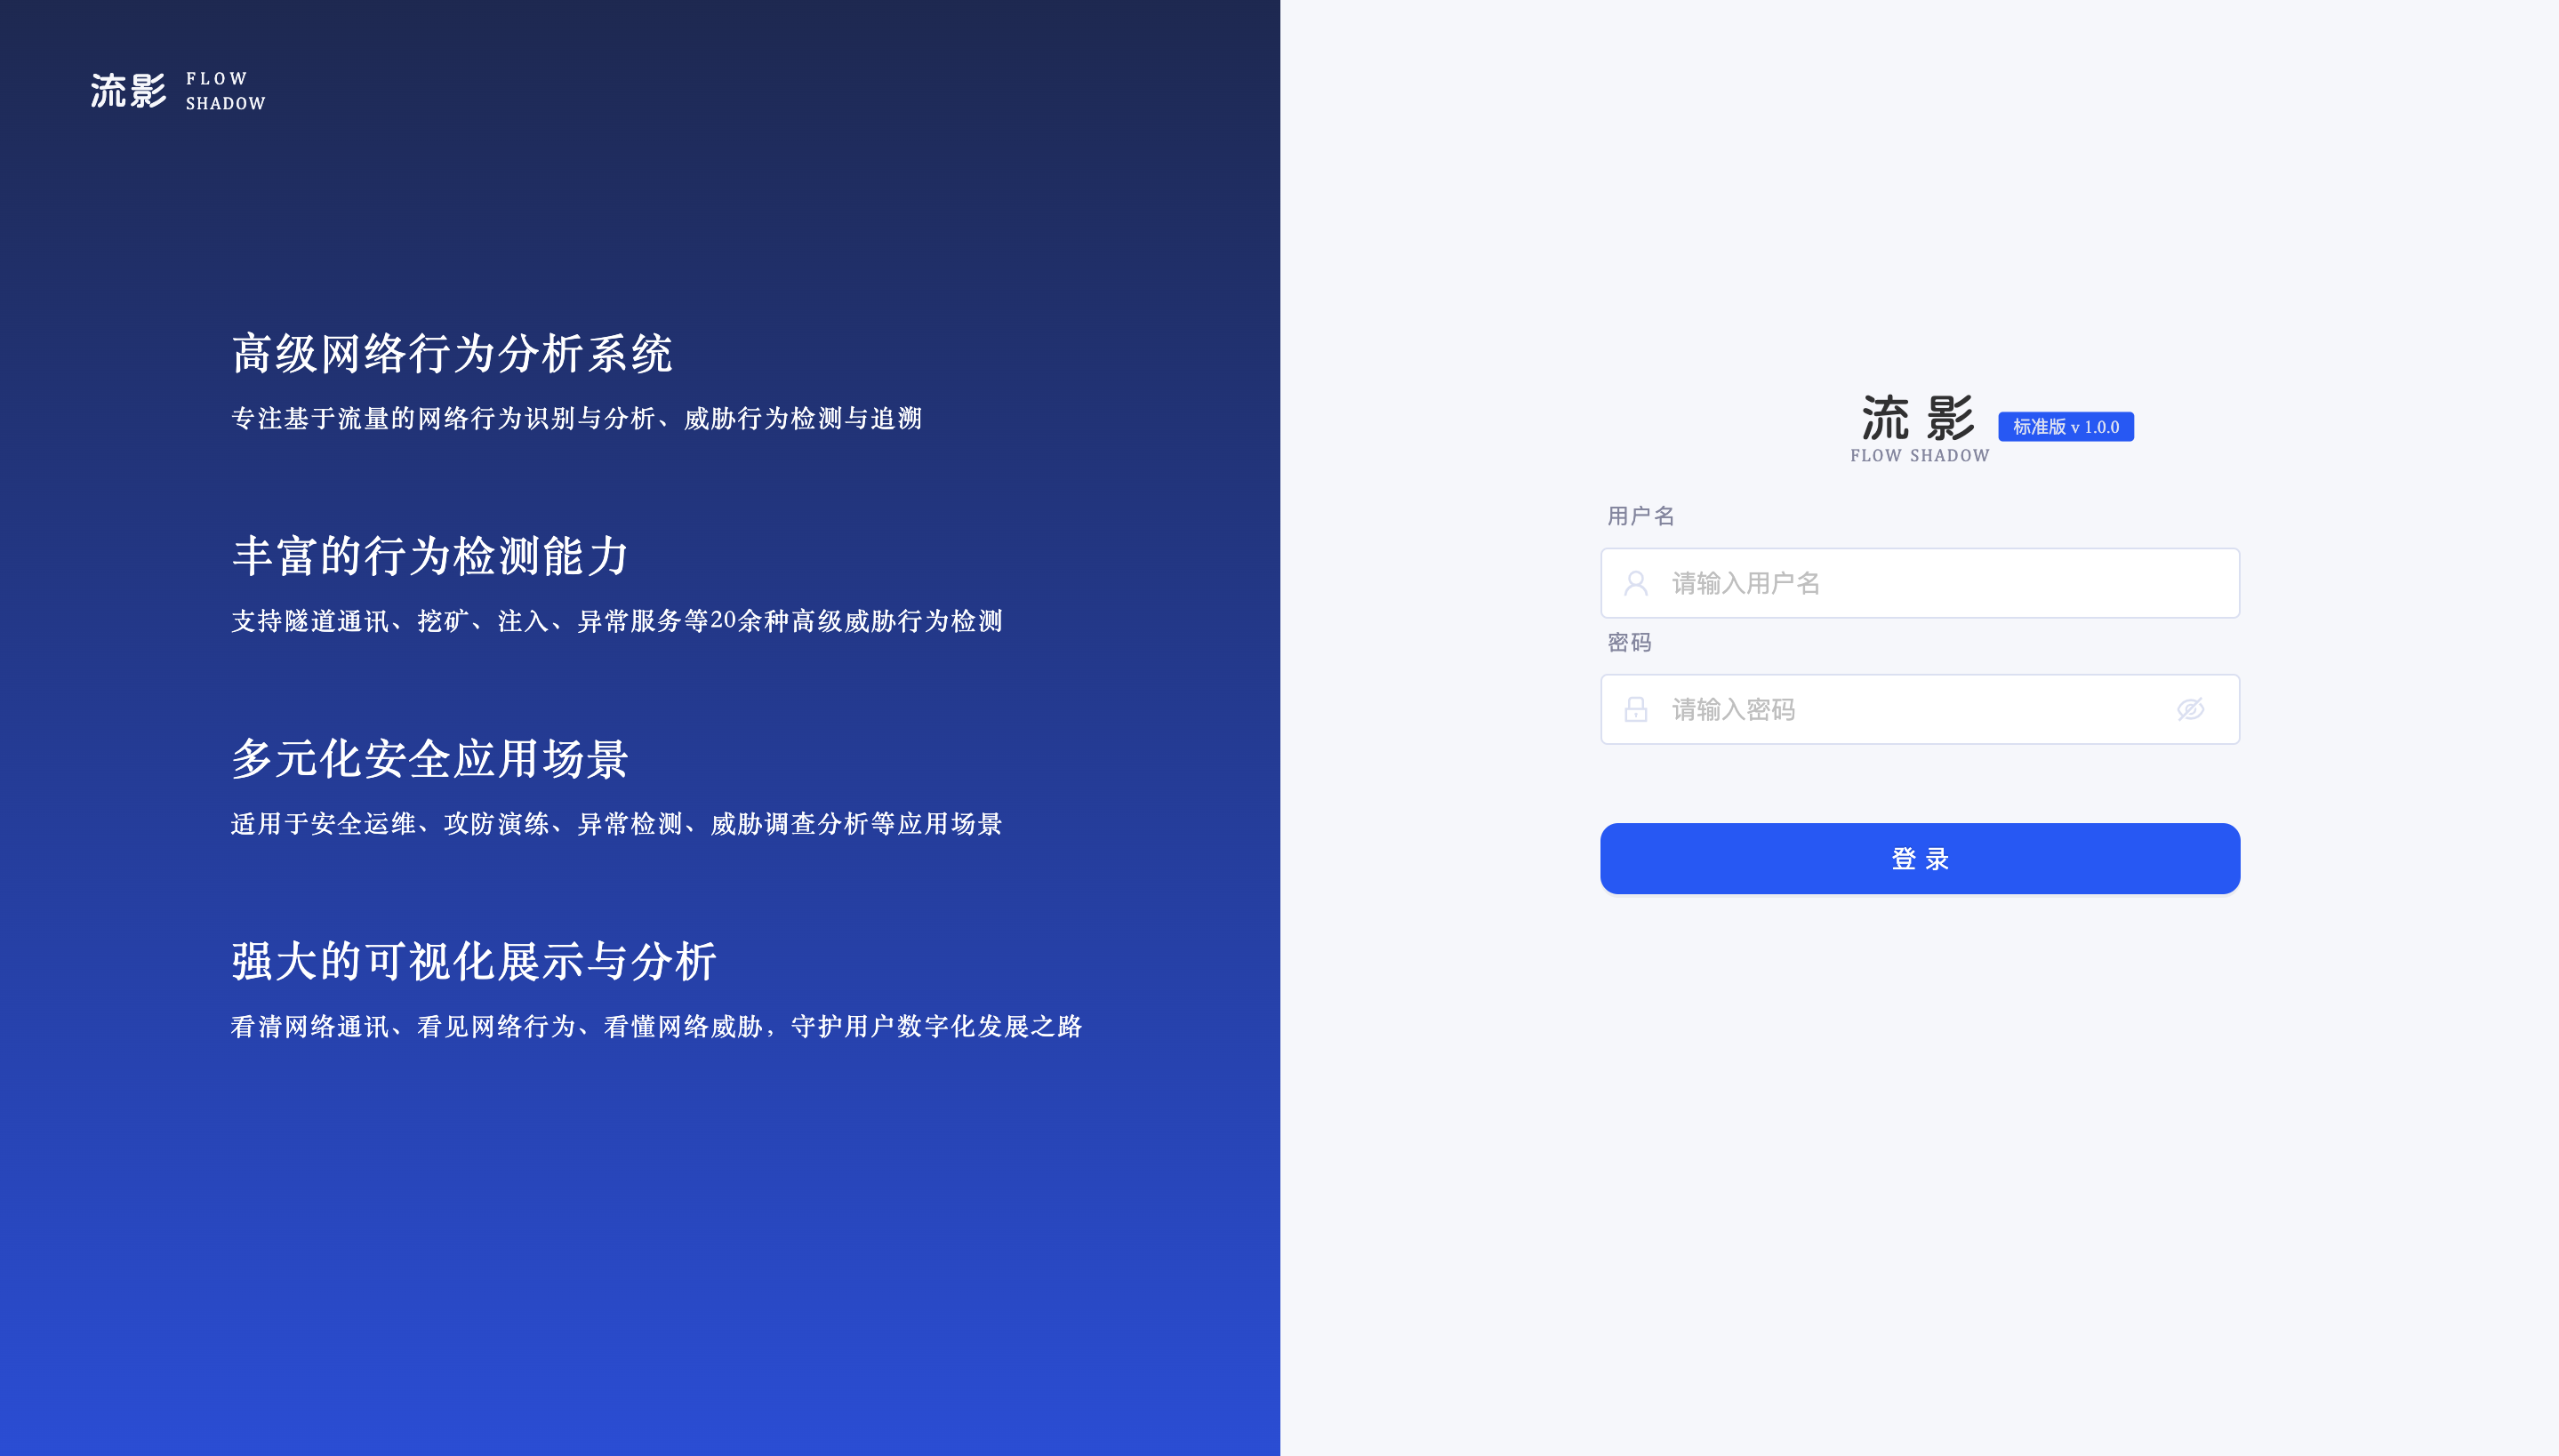 流影
FLOW
SHADOW
高级网络行为分析系统
专注基于流量的网络行为识别与分析、威胁行为检测与追溯
丰富的行为检测能力
支持隧道通讯、挖矿、注入、异常服务等20余种高级威胁行为检测
多元化安全应用场景
适用于安全运维、攻防演练、异常检测、威胁调查分析等应用场景
强大的可视化展示与分析
看清网络通讯、看见网络行为、看懂网络威胁，守护用户数字化发展之路
流 影
标准版 v 1.0.0
FLOW SHADOW
用户名
请输入用户名
密码
请输入密码
登 录